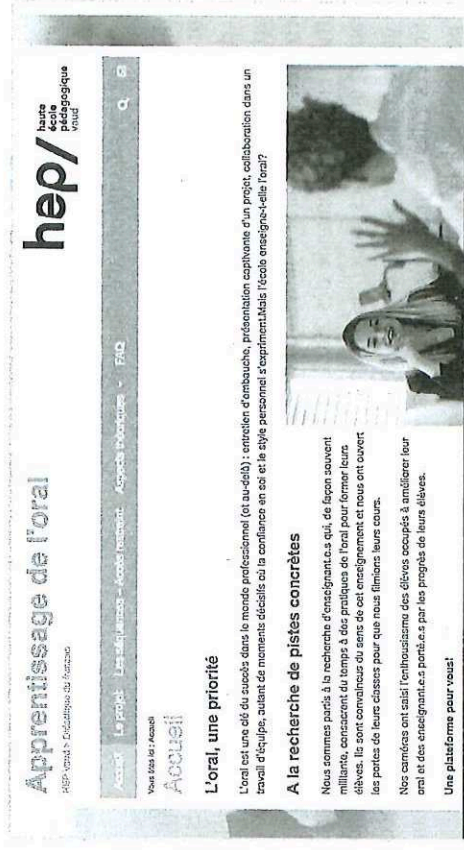 Apprentissage de l'oral
HEP Vaud > Didactique du français
hep/ haute
école
pédagogique
vaud
Accueil Le projet Les séquences – Accès restreint Aspects théoriques FAQ
Vous êtes ici : Accueil
Accueil
L'oral, une priorité
L'oral est une clé du succès dans le monde professionnel (et au-delà) : entretien d'embauche, présentation captivante d'un projet, collaboration dans un
travail d'équipe, autant de moments décisifs où la confiance en soi et le style personnel s'expriment.Mais l'école enseigne-t-elle l'oral?
A la recherche de pistes concrètes
Nous sommes partis à la recherche d'enseignant.e.s qui, de façon souvent
militante, consacrent du temps à des pratiques de l'oral pour former leurs
élèves. Ils sont convaincus du sens de cet enseignement et nous ont ouvert
les portes de leurs classes pour que nous filmions leurs cours.
Nos caméras ont saisi l'enthousiasme des élèves occupés à améliorer leur
oral et des enseignant.e.s porté.e.s par les progrès de leurs élèves.
Une plateforme pour vous!